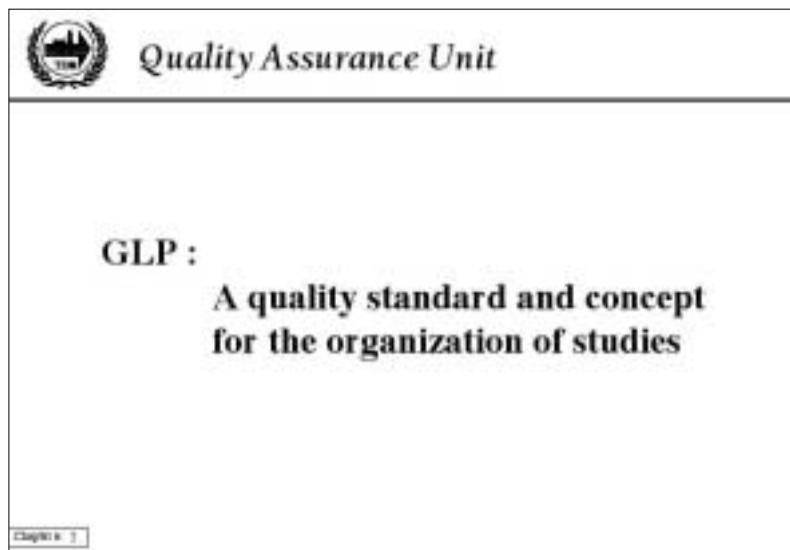 Quality Assurance Unit
GLP :
A quality standard and concept
for the organization of studies